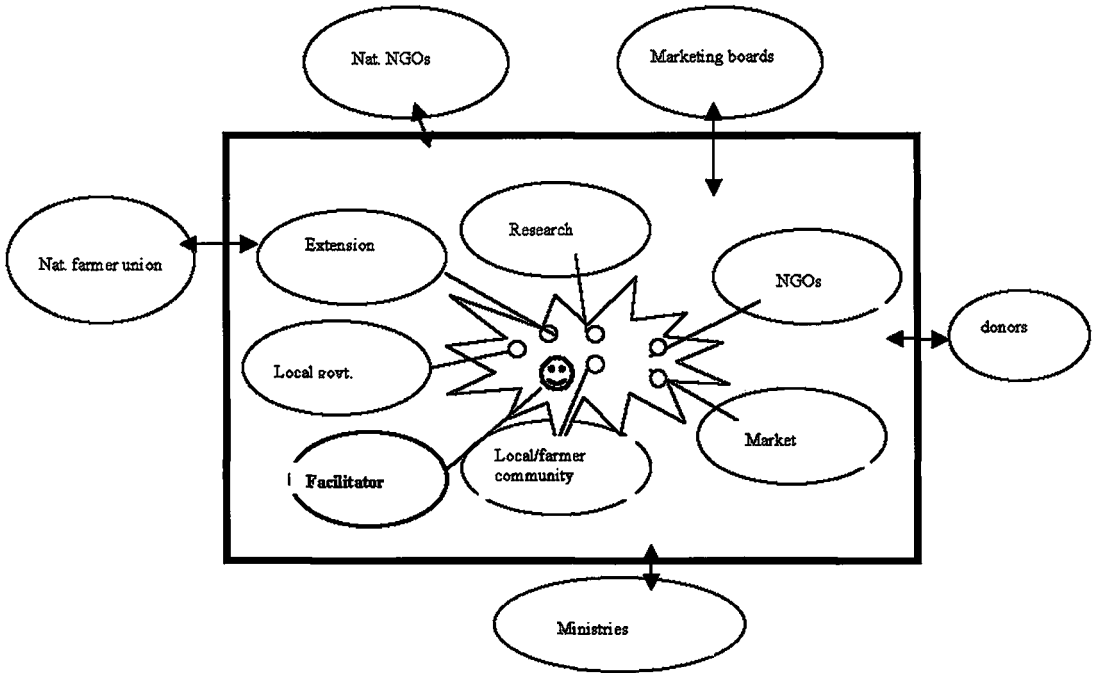 Nat. NGOs
Marketing boards
Nat. farmer union
Extension
Research
NGOs
donors
Local govt.
Facilitator
Local/farmer
community
Market
Ministries